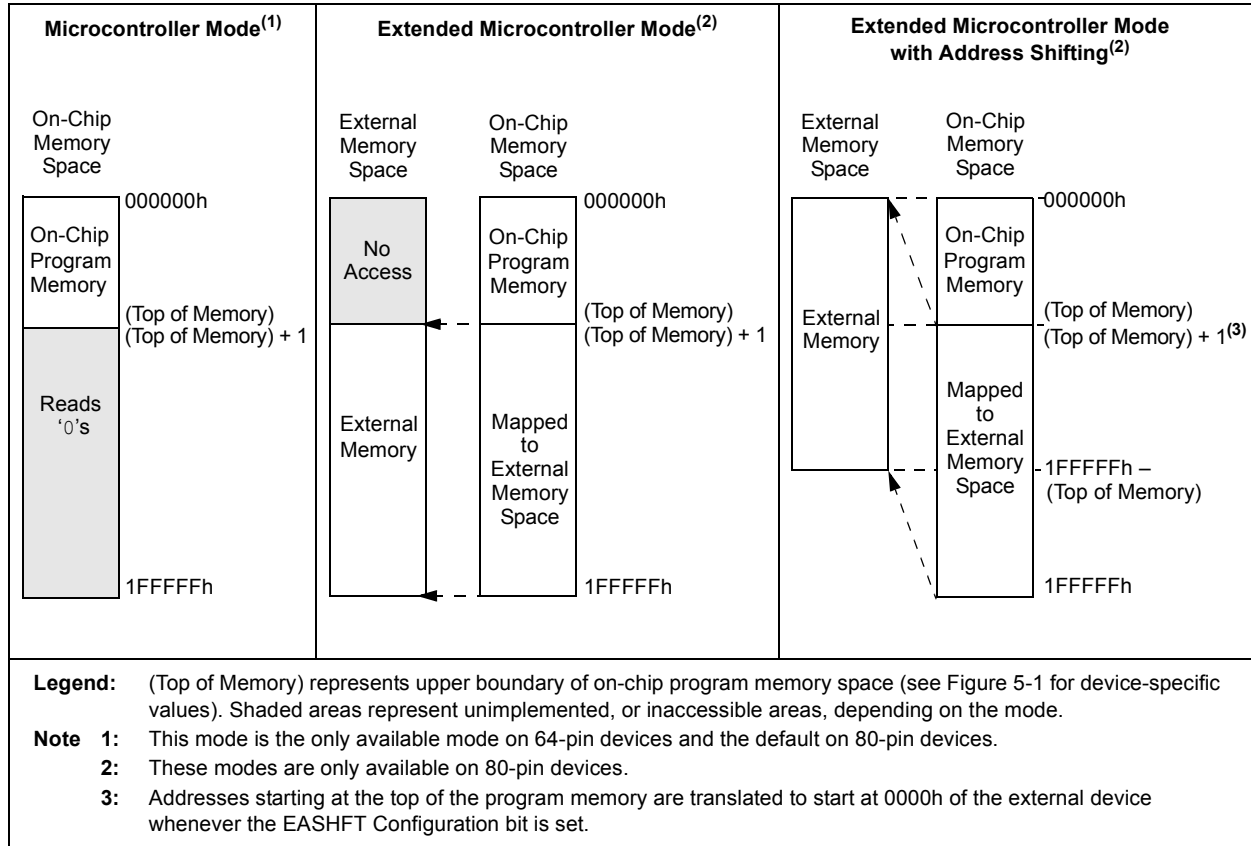 Microcontroller Mode(1)
On-Chip
Memory
Space
000000h
On-Chip
Program
Memory
(Top of Memory)
(Top of Memory) + 1
Reads
‘0’s
1FFFFFh
Extended Microcontroller Mode(2)
External
Memory
Space
On-Chip
Memory
Space
000000h
No
Access
On-Chip
Program
Memory
(Top of Memory)
(Top of Memory) + 1
External
Memory
Mapped
to
External
Memory
Space
1FFFFFh
Extended Microcontroller Mode
with Address Shifting(2)
External
Memory
Space
On-Chip
Memory
Space
000000h
On-Chip
Program
Memory
External
Memory
(Top of Memory)
(Top of Memory) + 1(3)
Mapped
to
External
Memory
Space
1FFFFFh –
(Top of Memory)
1FFFFFh
Legend: (Top of Memory) represents upper boundary of on-chip program memory space (see Figure 5-1 for device-specific
values). Shaded areas represent unimplemented, or inaccessible areas, depending on the mode.
Note 1: This mode is the only available mode on 64-pin devices and the default on 80-pin devices.
2: These modes are only available on 80-pin devices.
3: Addresses starting at the top of the program memory are translated to start at 0000h of the external device
whenever the EASHFT Configuration bit is set.